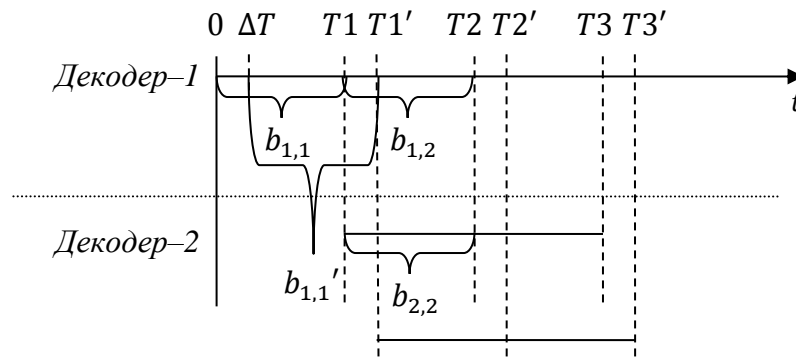 0 ΔT T1 T1′ T2 T2′ T3 T3′
Декодер–1
t
b1,1 b1,2
Декодер–2
b1,1′ b2,2